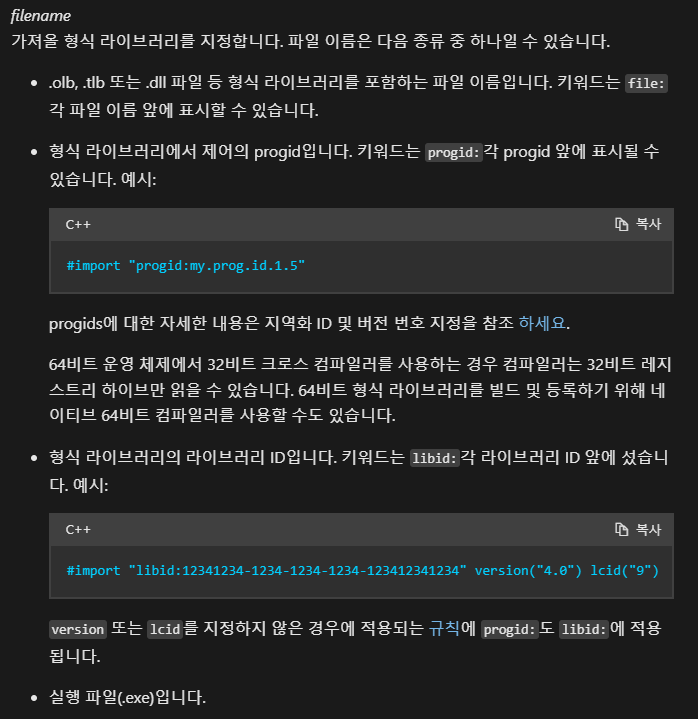 filename
가져올 형식 라이브러리를 지정합니다. 파일 이름은 다음 종류 중 하나일 수 있습니다.
• .olb, .tlb 또는 .dll 파일 등 형식 라이브러리를 포함하는 파일 이름입니다. 키워드는 file:
각 파일 이름 앞에 표시할 수 있습니다.
• 형식 라이브러리에서 제어의 progid입니다. 키워드는 progid:각 progid 앞에 표시될 수
있습니다. 예시:
C++ 복사
#import "progid:my.prog.id.1.5"
progids에 대한 자세한 내용은 지역화 ID 및 버전 번호 지정을 참조 하세요.
64비트 운영 체제에서 32비트 크로스 컴파일러를 사용하는 경우 컴파일러는 32비트 레지
스트리 하이브만 읽을 수 있습니다. 64비트 형식 라이브러리를 빌드 및 등록하기 위해 네
이티브 64비트 컴파일러를 사용할 수도 있습니다.
• 형식 라이브러리의 라이브러리 ID입니다. 키워드는 libid:각 라이브러리 ID 앞에 섰습니
다. 예시:
C++ 복사
#import "libid:12341234-1234-1234-1234-123412341234" version("4.0") lcid("9")
version 또는 lcid를 지정하지 않은 경우에 적용되는 규칙에 progid:도 libid:에 적용
됩니다.
• 실행 파일(.exe)입니다.